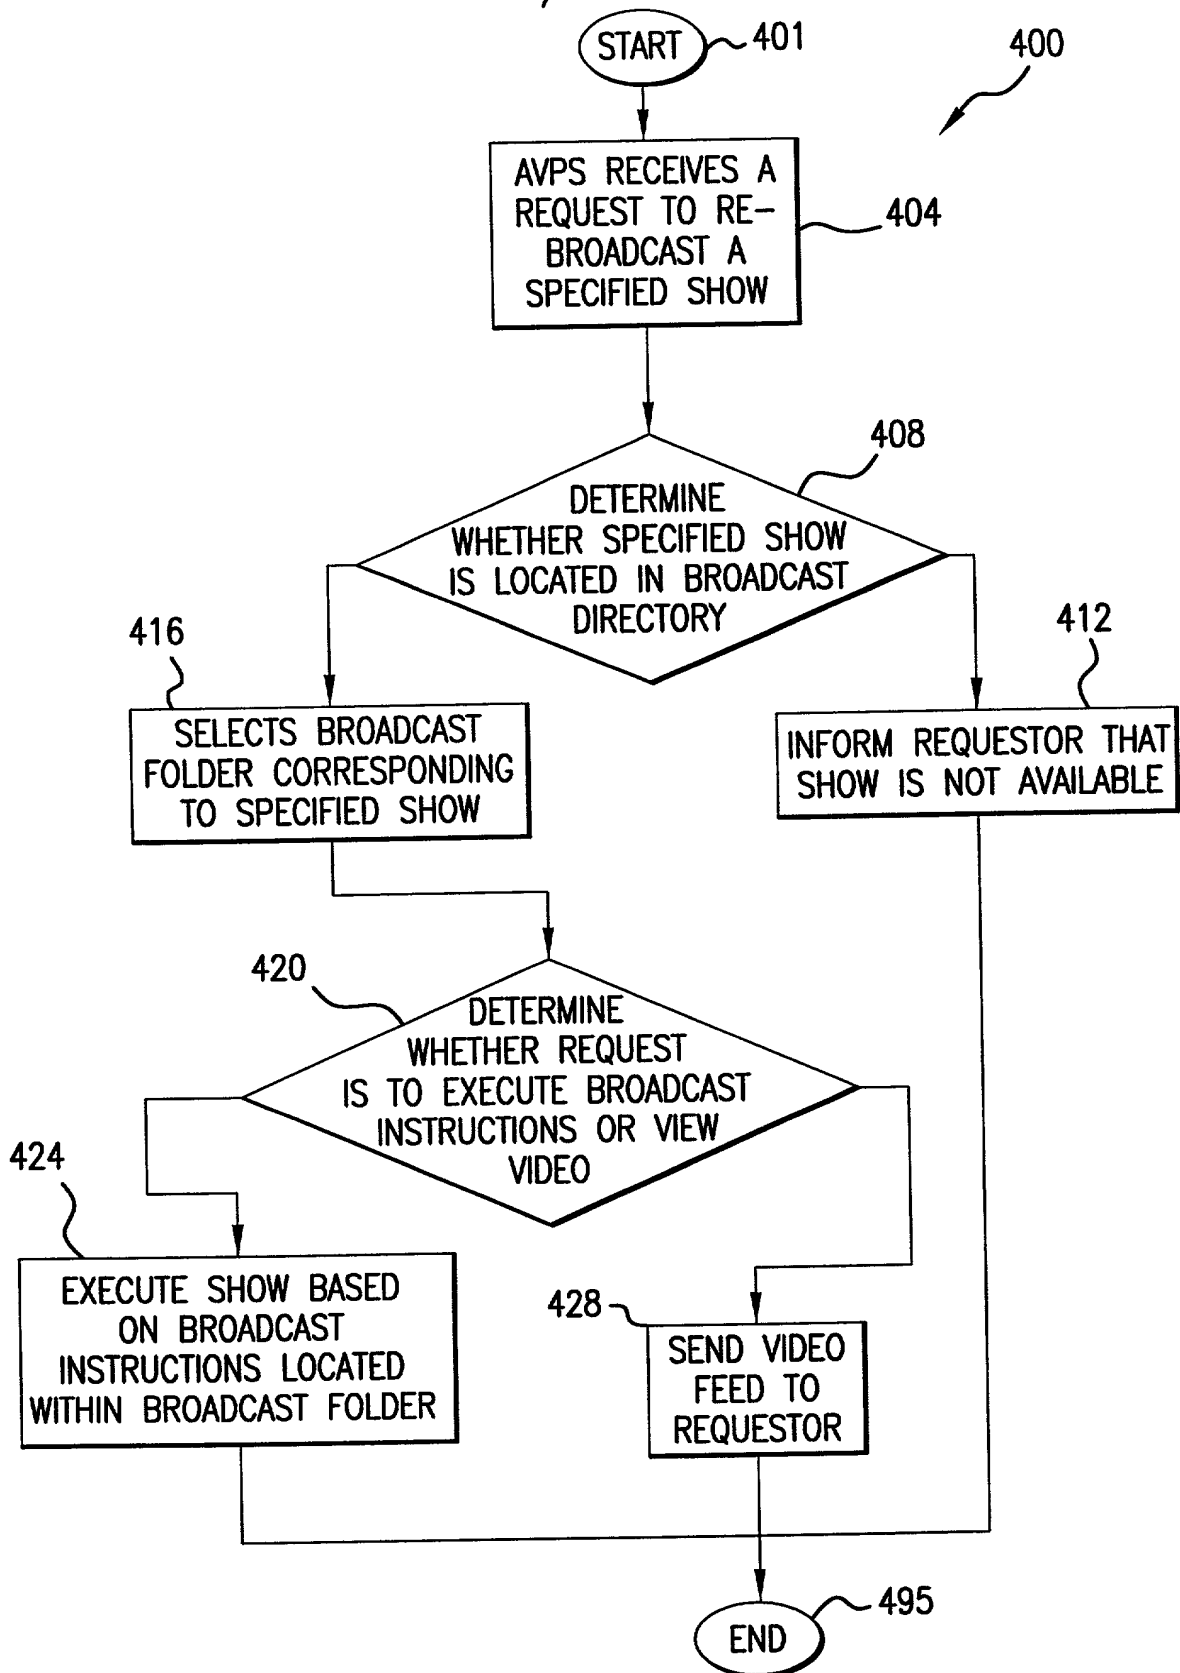 START
401
400
AVPS RECEIVES A
REQUEST TO RE-
BROADCAST A
SPECIFIED SHOW
404
408
DETERMINE
WHETHER SPECIFIED SHOW
IS LOCATED IN BROADCAST
DIRECTORY
416
SELECTS BROADCAST
FOLDER CORRESPONDING
TO SPECIFIED SHOW
412
INFORM REQUESTOR THAT
SHOW IS NOT AVAILABLE
420
DETERMINE
WHETHER REQUEST
IS TO EXECUTE BROADCAST
INSTRUCTIONS OR VIEW
VIDEO
424
EXECUTE SHOW BASED
ON BROADCAST
INSTRUCTIONS LOCATED
WITHIN BROADCAST FOLDER
428
SEND VIDEO
FEED TO
REQUESTOR
END
495